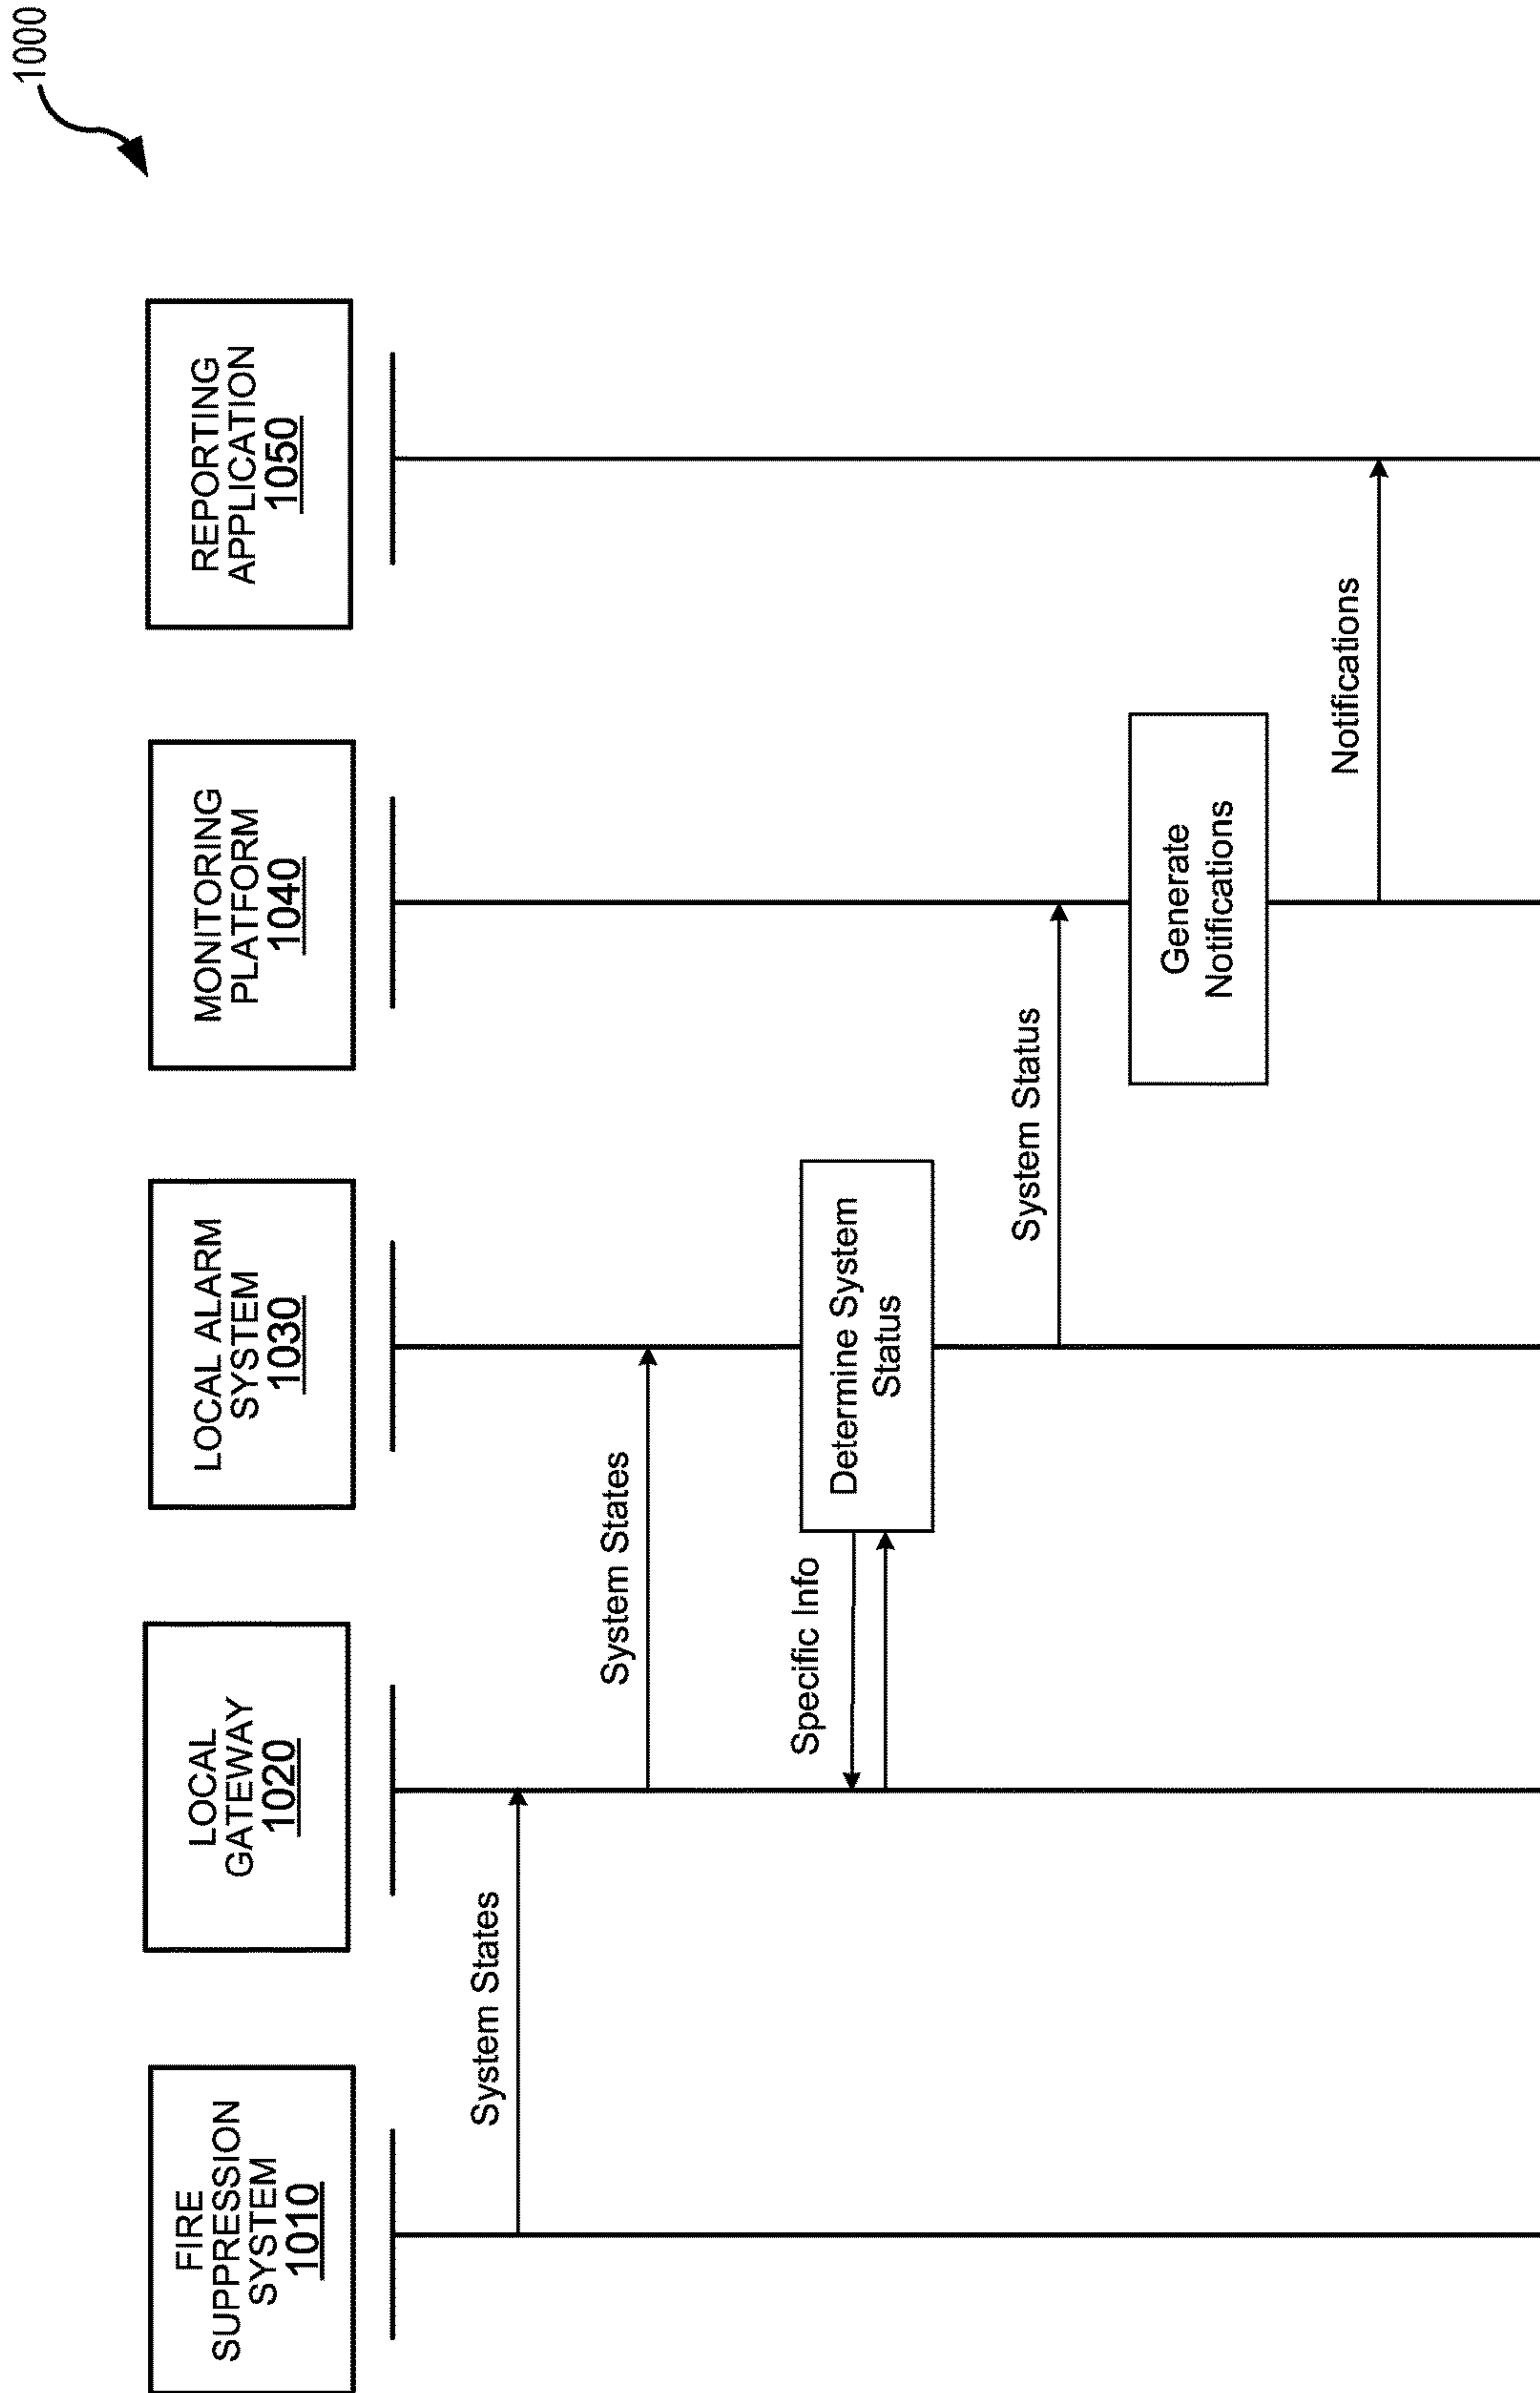 1000
FIRE
SUPPRESSION
SYSTEM
1010
LOCAL
GATEWAY
1020
LOCAL ALARM
SYSTEM
1030
MONITORING
PLATFORM
1040
REPORTING
APPLICATION
1050
System States
System States
Specific Info
Determine System
Status
System Status
Generate
Notifications
Notifications